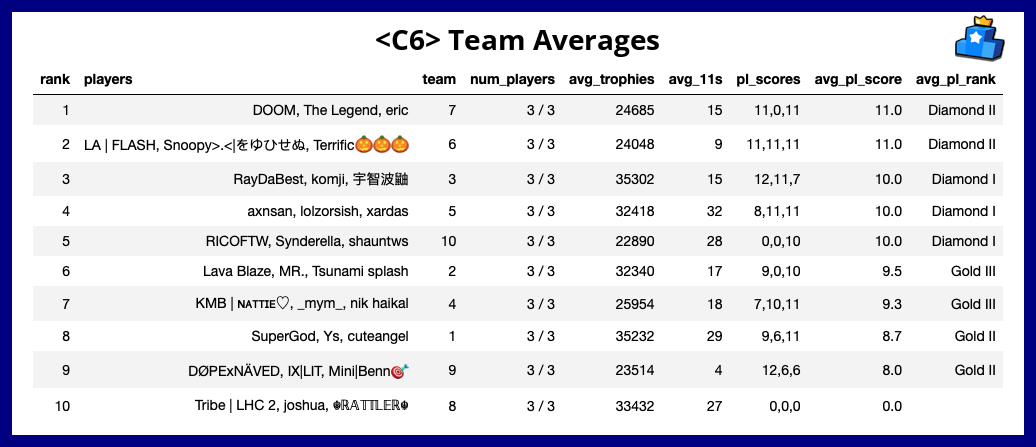 <C6> Team Averages
rank players team num_players avg_trophies avg_11s pl_scores avg_pl_score avg_pl_rank
1 DOOM, The Legend, eric 7 3 / 3 24685 15 11,0,11 11.0 Diamond II
2 LA | FLASH, Snoopy>.<|をゆひせぬ, Terrific🎃🎃🎃 6 3 / 3 24048 9 11,11,11 11.0 Diamond II
3 RayDaBest, komji, 宇智波鼬 3 3 / 3 35302 15 12,11,7 10.0 Diamond I
4 axnsan, lolzorsish, xardas 5 3 / 3 32418 32 8,11,11 10.0 Diamond I
5 RICOFTW, Synderella, shauntws 10 3 / 3 22890 28 0,0,10 10.0 Diamond I
6 Lava Blaze, MR., Tsunami splash 2 3 / 3 32340 17 9,0,10 9.5 Gold III
7 KMB | ɴᴀᴛᴛɪᴇ♡, _mym_, nik haikal 4 3 / 3 25954 18 7,10,11 9.3 Gold III
8 SuperGod, Ys, cuteangel 1 3 / 3 35232 29 9,6,11 8.7 Gold II
9 DØPExNÄVED, IX|LIT, Mini|Benn🎯 9 3 / 3 23514 4 12,6,6 8.0 Gold II
10 Tribe | LHC 2, joshua, ☬ℝ𝔸𝕋𝕋𝕃𝔼ℝ☬ 8 3 / 3 33432 27 0,0,0 0.0